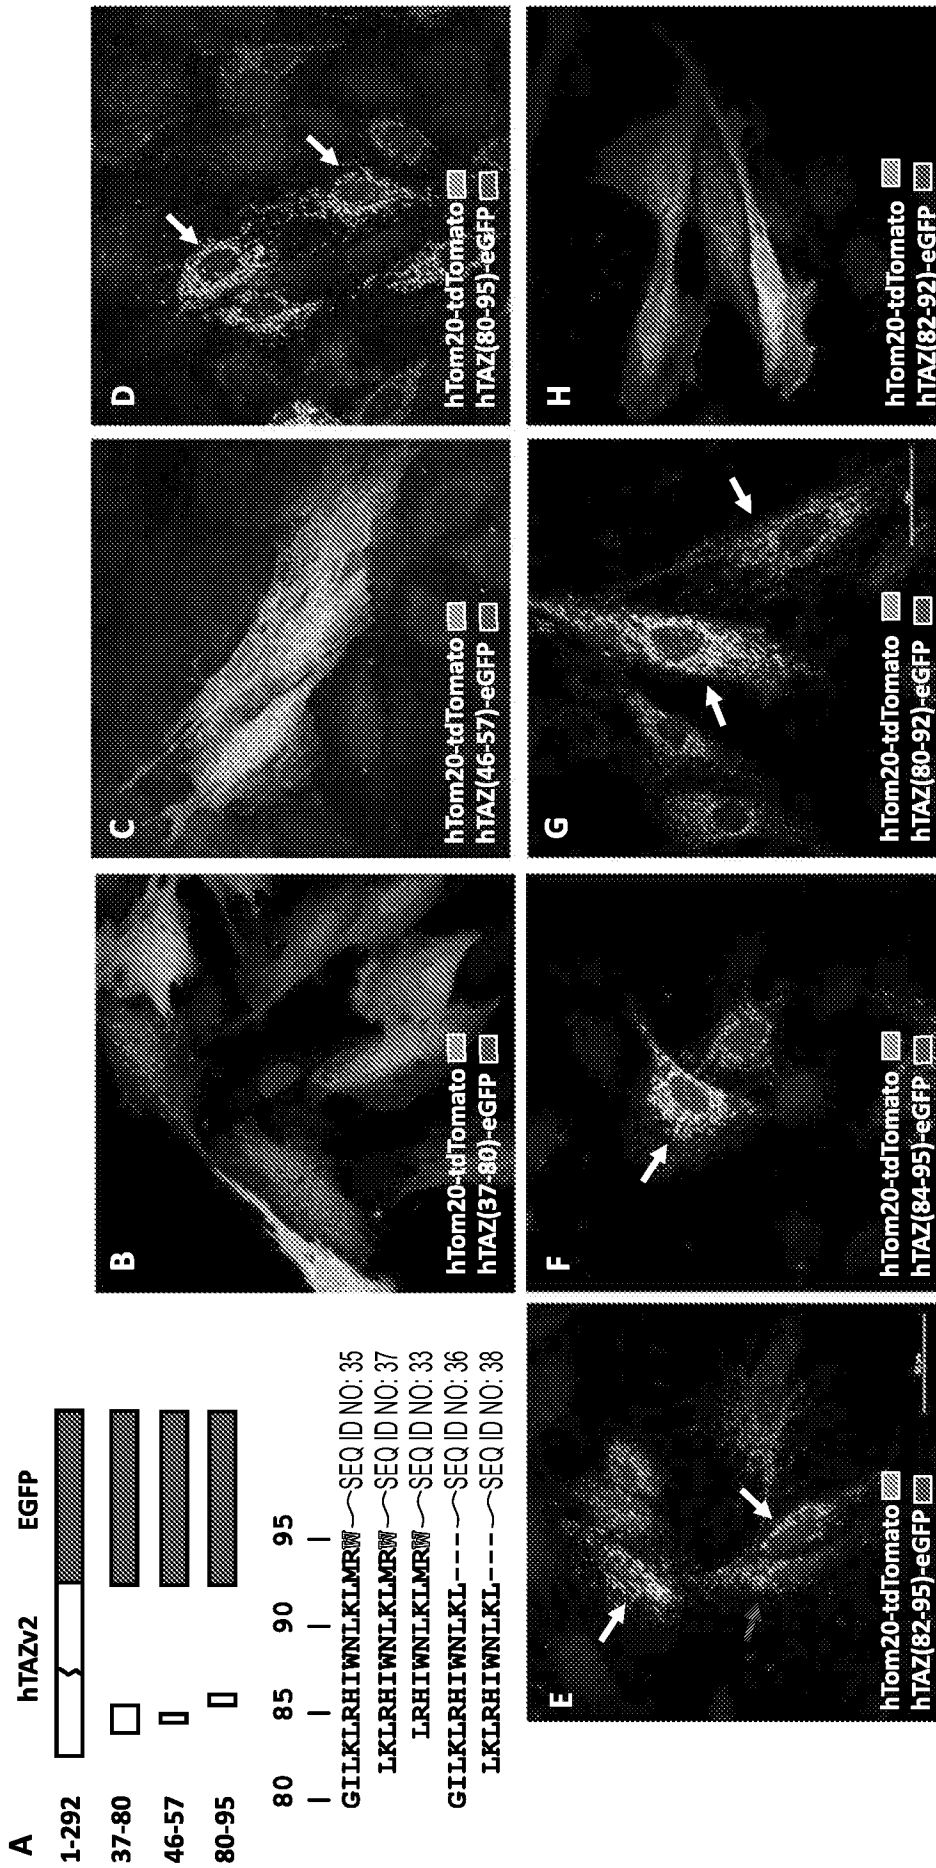 A
hTAZv2 EGFP
1-292
37-80
46-57
80-95
80 85 90 95
GILKLRHIWNLKLMRW SEQ ID NO: 35
LKLRHIWNLKLMRW SEQ ID NO: 37
LRHIWNLKLMRW SEQ ID NO: 33
GILKLRHIWNLKL--- SEQ ID NO: 36
LKLRHIWNLKL--- SEQ ID NO: 38
B
hTom20-tdTomato
hTAZ(37-80)-eGFP
C
hTom20-tdTomato
hTAZ(46-57)-eGFP
D
hTom20-tdTomato
hTAZ(80-95)-eGFP
E
hTom20-tdTomato
hTAZ(82-95)-eGFP
F
hTom20-tdTomato
hTAZ(84-95)-eGFP
G
hTom20-tdTomato
hTAZ(80-92)-eGFP
H
hTom20-tdTomato
hTAZ(82-92)-eGFP